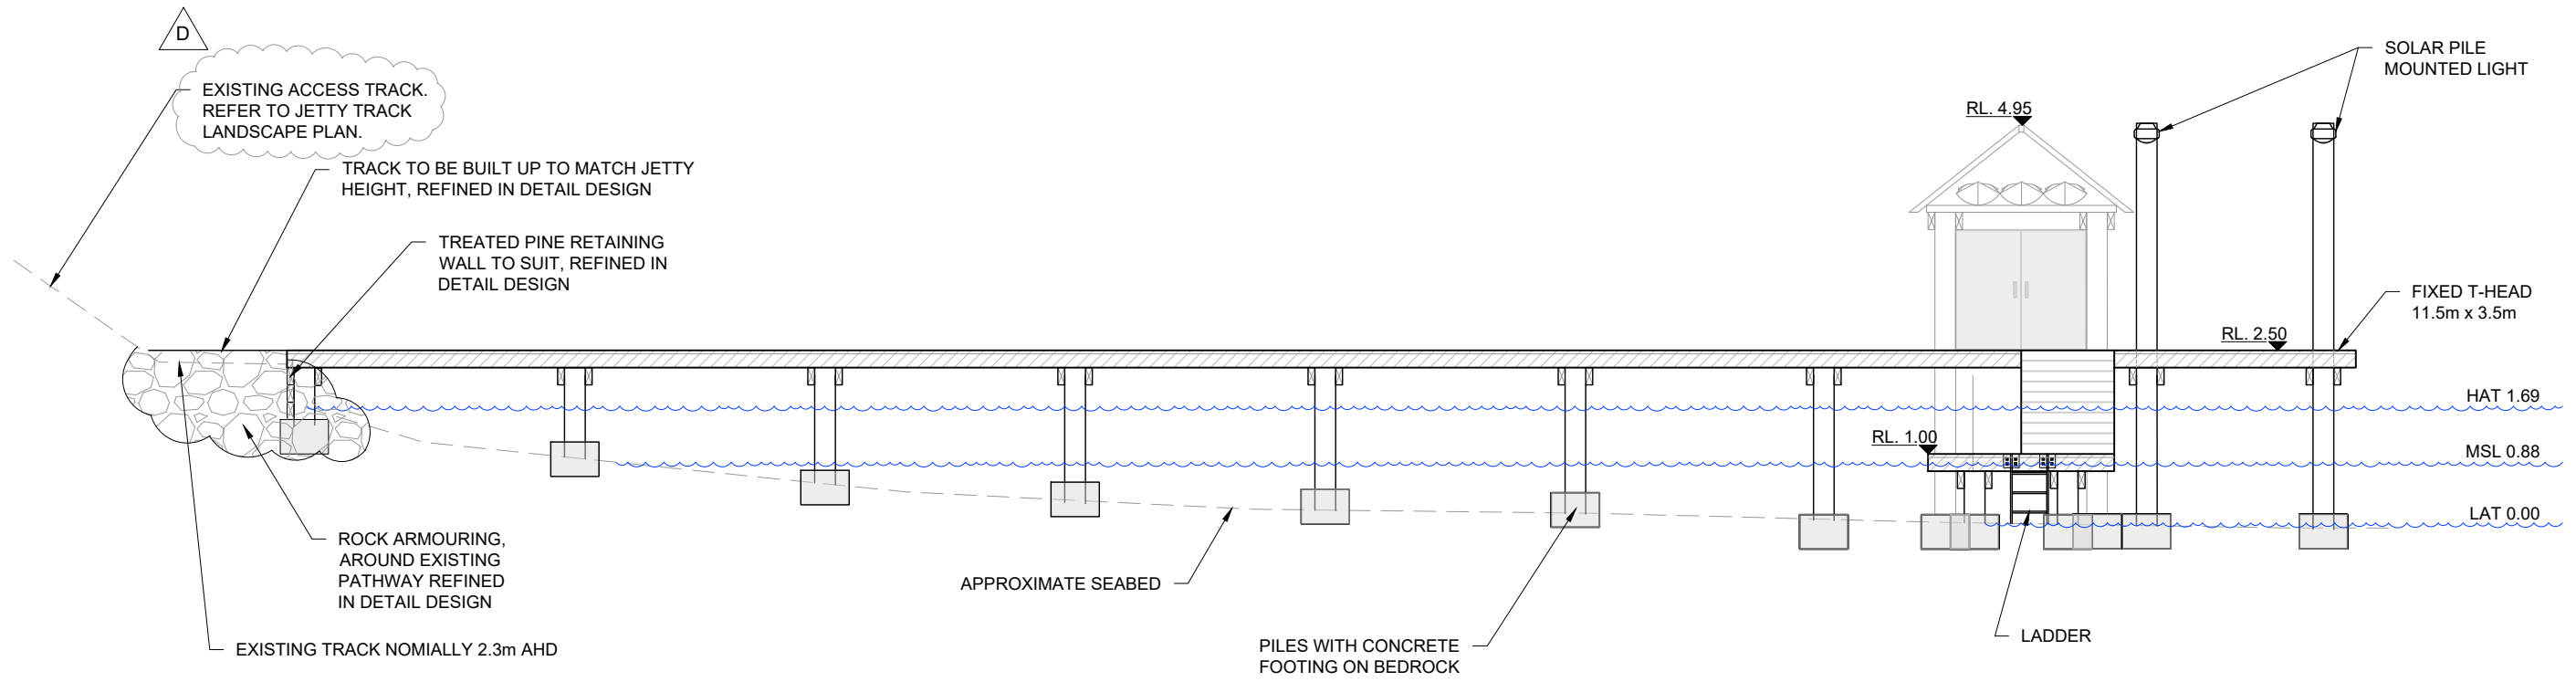 D
EXISTING ACCESS TRACK.
REFER TO JETTY TRACK
LANDSCAPE PLAN.
TRACK TO BE BUILT UP TO MATCH JETTY
HEIGHT, REFINED IN DETAIL DESIGN
TREATED PINE RETAINING
WALL TO SUIT, REFINED IN
DETAIL DESIGN
SOLAR PILE
MOUNTED LIGHT
RL. 4.95
FIXED T-HEAD
11.5m x 3.5m
RL. 2.50
HAT 1.69
RL. 1.00
MSL 0.88
LAT 0.00
ROCK ARMOURING,
AROUND EXISTING
PATHWAY REFINED
IN DETAIL DESIGN
APPROXIMATE SEABED
EXISTING TRACK NOMIALLY 2.3m AHD
PILES WITH CONCRETE
FOOTING ON BEDROCK
LADDER